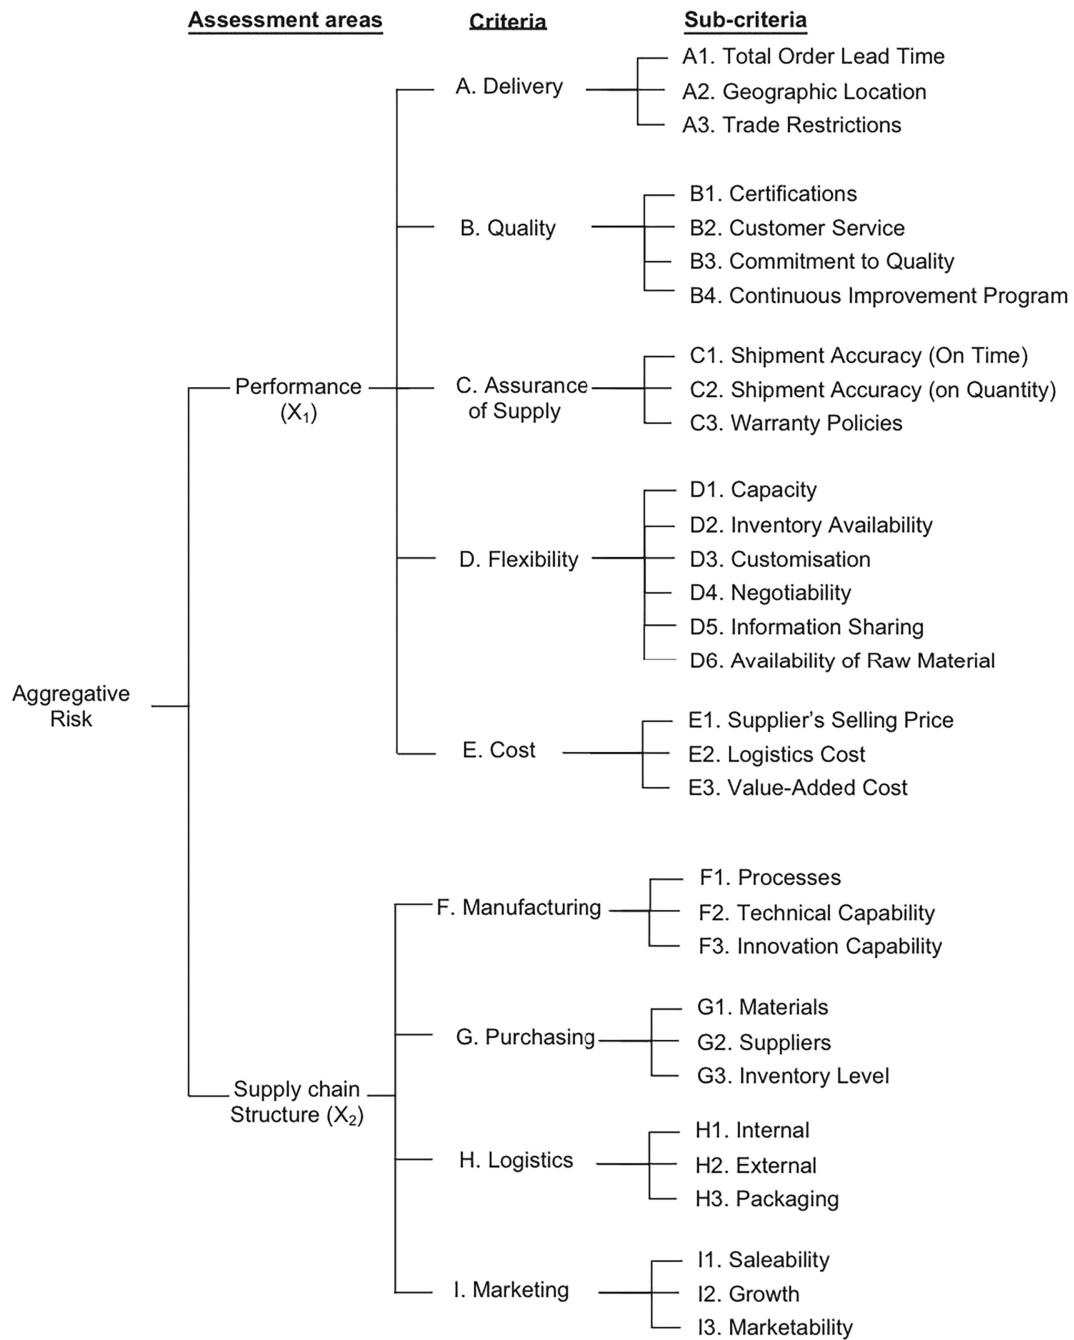 Assessment areas
Criteria
Sub-criteria
A. Delivery
A1. Total Order Lead Time
A2. Geographic Location
A3. Trade Restrictions
B. Quality
B1. Certifications
B2. Customer Service
B3. Commitment to Quality
B4. Continuous Improvement Program
Performance
(X₁)
C. Assurance
of Supply
C1. Shipment Accuracy (On Time)
C2. Shipment Accuracy (on Quantity)
C3. Warranty Policies
D. Flexibility
D1. Capacity
D2. Inventory Availability
D3. Customisation
D4. Negotiability
D5. Information Sharing
D6. Availability of Raw Material
Aggregative
Risk
E. Cost
E1. Supplier’s Selling Price
E2. Logistics Cost
E3. Value-Added Cost
F. Manufacturing
F1. Processes
F2. Technical Capability
F3. Innovation Capability
G. Purchasing
G1. Materials
G2. Suppliers
G3. Inventory Level
Supply chain
Structure (X₂)
H. Logistics
H1. Internal
H2. External
H3. Packaging
I. Marketing
I1. Saleability
I2. Growth
I3. Marketability